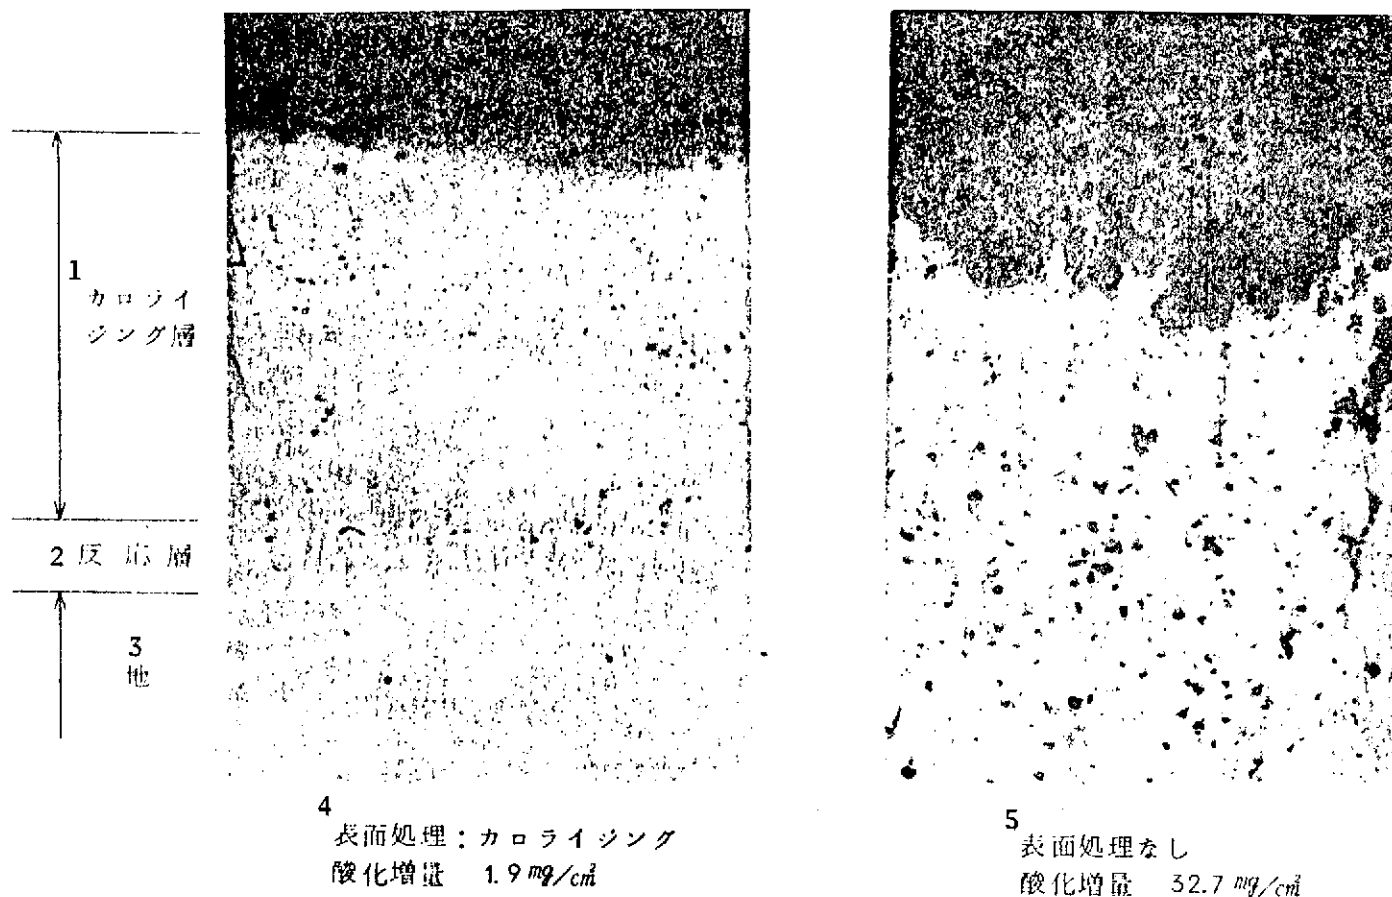 1
カロライ
ジング層
2 反応層
3
地
4
表面処理：カロライジング
酸化増量 1.9 mg/cm²
5
表面処理なし
酸化増量 32.7 mg/cm²